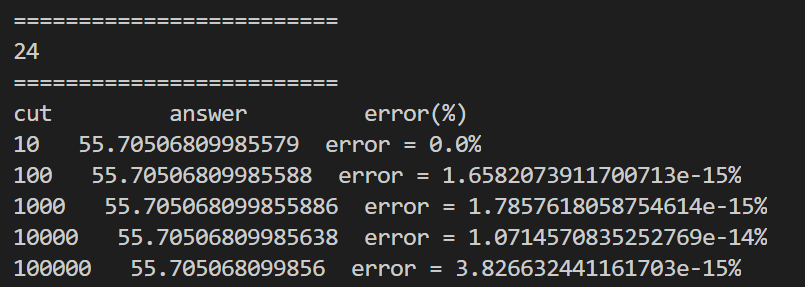 =========================
24
=========================
cut         answer         error(%)
10   55.70506809985579  error = 0.0%
100   55.70506809985588  error = 1.6582073911700713e-15%
1000   55.705068099855886  error = 1.7857618058754614e-15%
10000   55.70506809985638  error = 1.0714570835252769e-14%
100000   55.705068099856  error = 3.826632441161703e-15%